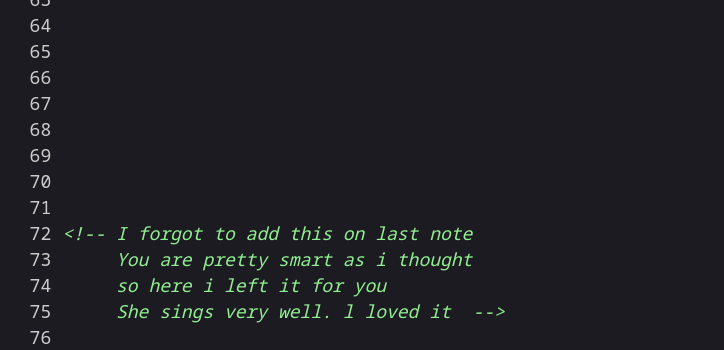 63
64
65
66
67
68
69
70
71
72 <!-- I forgot to add this on last note
73 You are pretty smart as i thought
74 so here i left it for you
75 She sings very well. l loved it -->
76